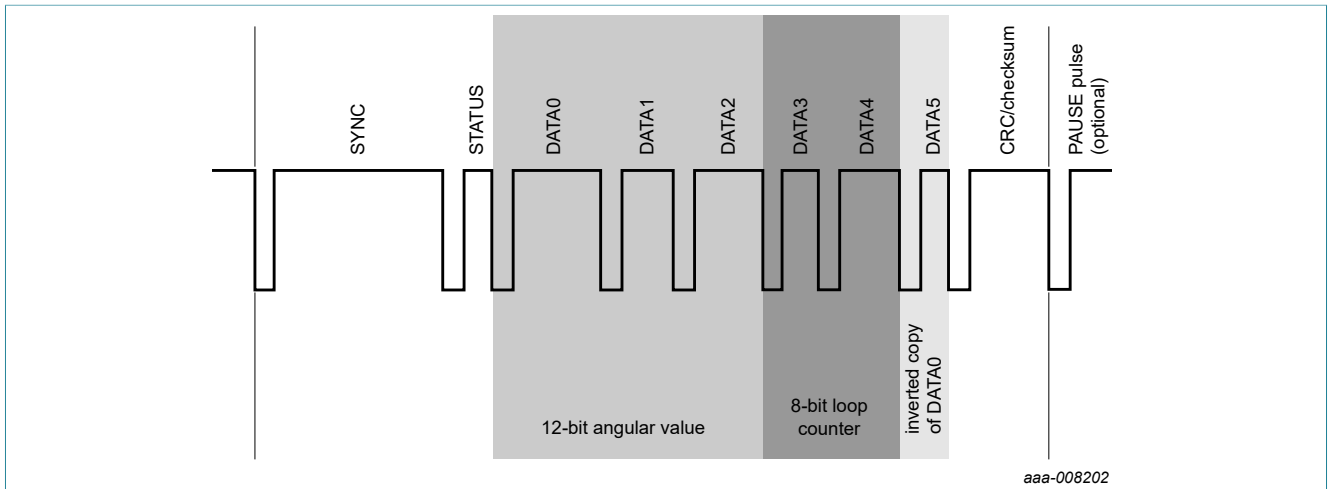 SYNC
STATUS
DATA0
DATA1
DATA2
DATA3
DATA4
DATA5
CRC/checksum
PAUSE pulse
(optional)
12-bit angular value
8-bit loop
counter
inverted copy
of DATA0
aaa-008202